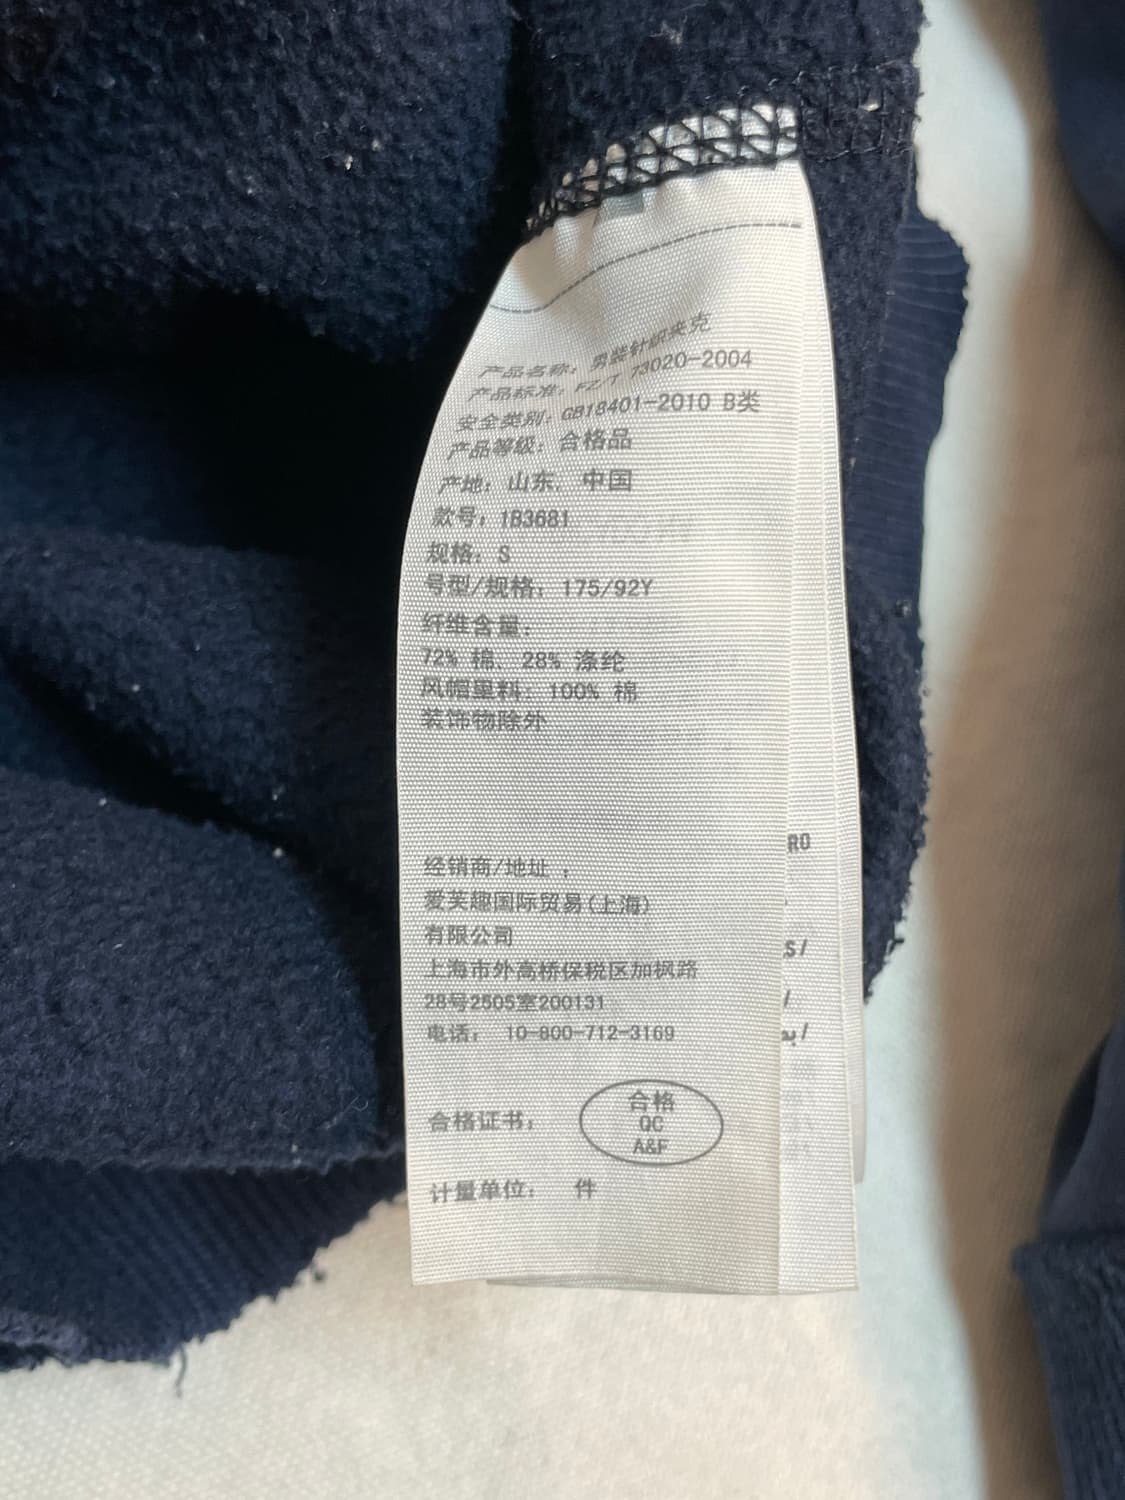 产品名称：男装针织夹克
产品标准：FZ/T 73020-2004
安全类别：GB18401-2010 B类
产品等级：合格品
产地：山东，中国
款号：183681
规格：S
号型/规格：175/92Y
纤维含量：
72% 棉，28% 涤纶
风帽里料：100% 棉
装饰物除外
经销商/地址：
爱芙趣国际贸易(上海)
有限公司
上海市外高桥保税区加枫路
28号2505室200131
电话： 10-800-712-3169
合格证书：
合格
QC
A&F
计量单位： 件
RO
S/
/